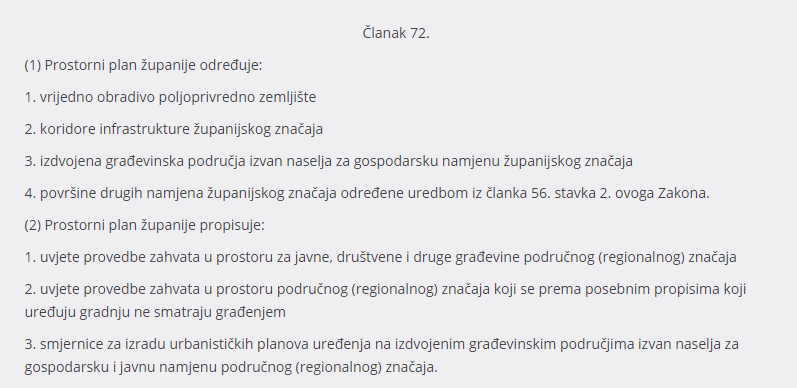 Članak 72.
(1) Prostorni plan županije određuje:
1. vrijedno obradivo poljoprivredno zemljište
2. koridore infrastrukture županijskog značaja
3. izdvojena građevinska područja izvan naselja za gospodarsku namjenu županijskog značaja
4. površine drugih namjena županijskog značaja određene uredbom iz članka 56. stavka 2. ovoga Zakona.
(2) Prostorni plan županije propisuje:
1. uvjete provedbe zahvata u prostoru za javne, društvene i druge građevine područnog (regionalnog) značaja
2. uvjete provedbe zahvata u prostoru područnog (regionalnog) značaja koji se prema posebnim propisima koji
uređuju gradnju ne smatraju građenjem
3. smjernice za izradu urbanističkih planova uređenja na izdvojenim građevinskim područjima izvan naselja za
gospodarsku i javnu namjenu područnog (regionalnog) značaja.